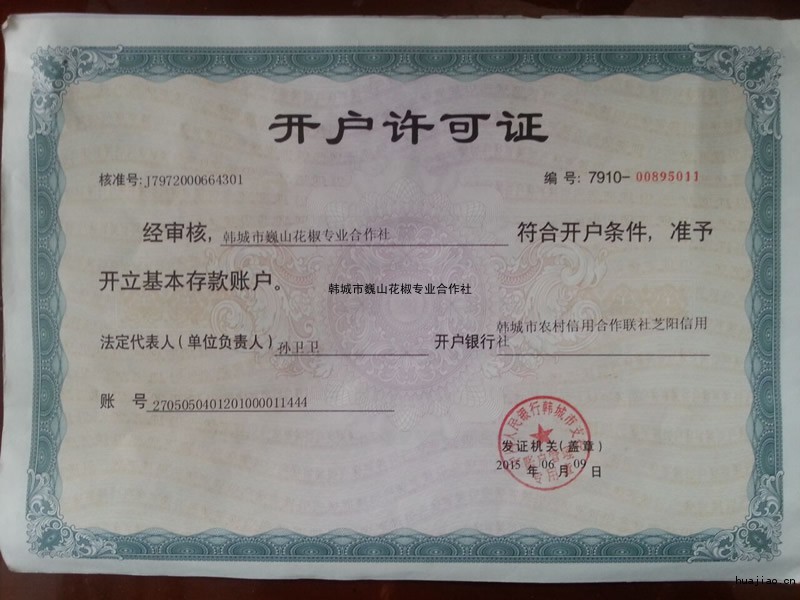 开户许可证
核准号:J7972000664301 编号:7910-00895011
经审核,韩城市巍山花椒专业合作社 符合开户条件,准予
开立基本存款账户。 韩城市巍山花椒专业合作社
法定代表人(单位负责人)孙卫卫 开户银行韩城市农村信用合作联社芝阳信用社
账 号 2705050401201000011444
人民银行韩城市支
发证机关(盖章)
2015 年 06 月 09 日
huajiao.cn